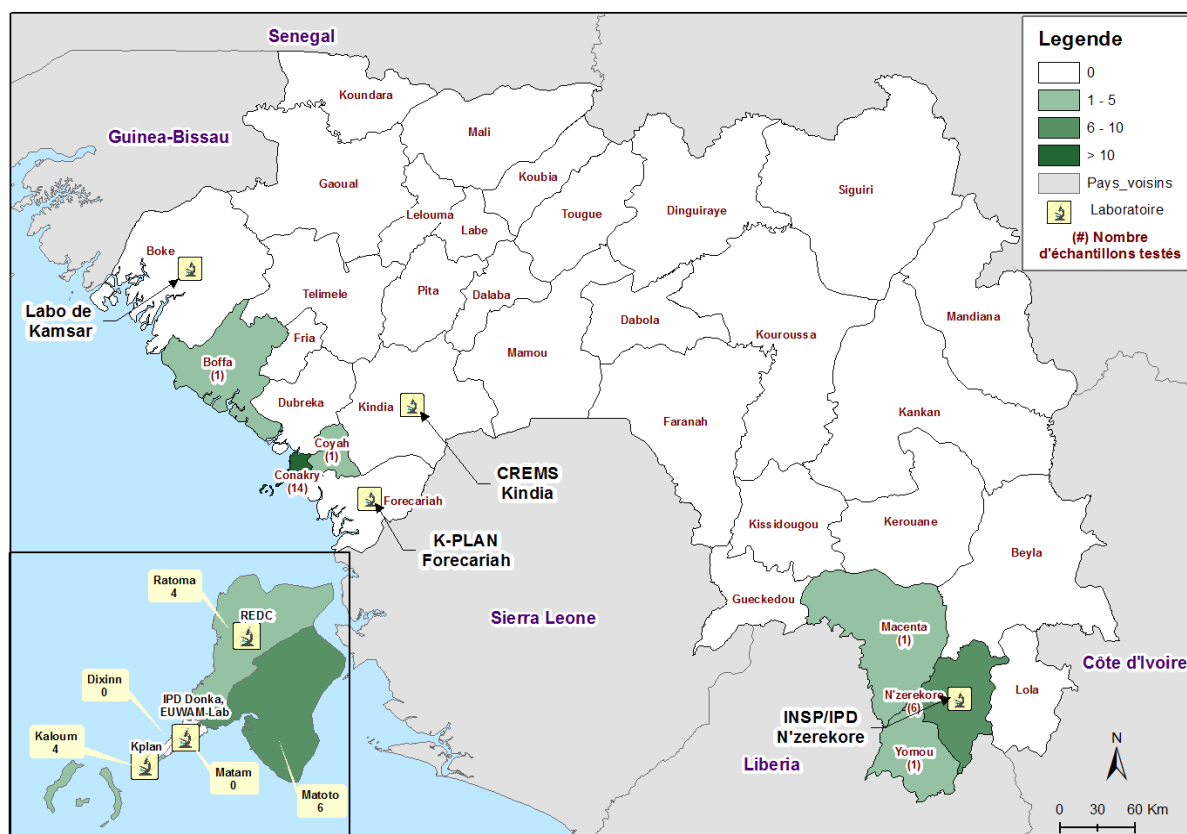 Senegal
Guinea-Bissau
Koundara
Mali
Koubia
Gaoual
Lelouma
Labe
Tougue
Dinguiraye
Siguiri
Boke
Labo de
Kamsar
Telimele
Pita
Dalaba
Fria
Boffa
(1)
Dubreka
Kindia
Mamou
Dabola
Kouroussa
Mandiana
Kankan
Faranah
Coyah
(1)
Conakry
(14)
Forecariah
CREMS
Kindia
K-PLAN
Forecariah
Kissidougou
Kerouane
Beyla
Gueckedou
Macenta
(1)
N'zerekore
(6)
Yomou
(1)
Lola
INSP/IPD
N'zerekore
Sierra Leone
Liberia
Côte d'Ivoire
Legende
0
1 - 5
6 - 10
> 10
Pays_voisins
Laboratoire
(#) Nombre
d'échantillons testés
Ratoma
4
REDC
Dixinn
0
IPD Donka,
EUWAM-Lab
Kaloum
4
Kplan
Matam
0
Matoto
6
N
0 30 60 Km